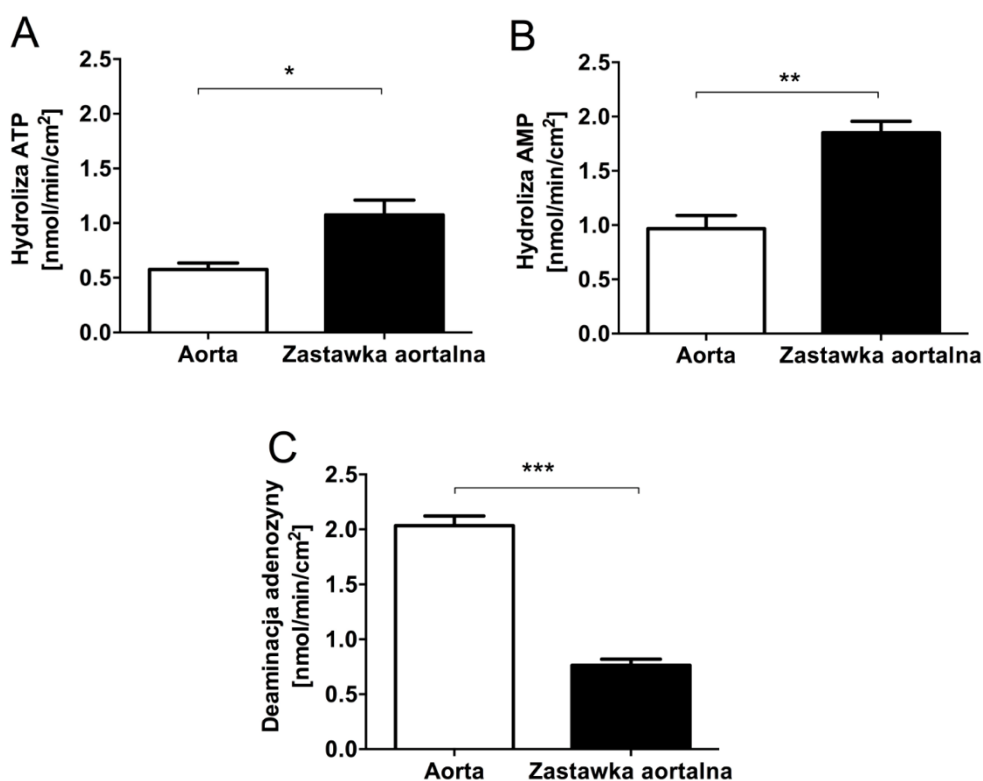 A
Hydroliza ATP
[nmol/min/cm²]
2.5
2.0
1.5
1.0
0.5
0.0
*
Aorta
Zastawka aortalna
B
Hydroliza AMP
[nmol/min/cm²]
2.5
2.0
1.5
1.0
0.5
0.0
**
Aorta
Zastawka aortalna
C
Deaminacja adenozyny
[nmol/min/cm²]
2.5
2.0
1.5
1.0
0.5
0.0
***
Aorta
Zastawka aortalna